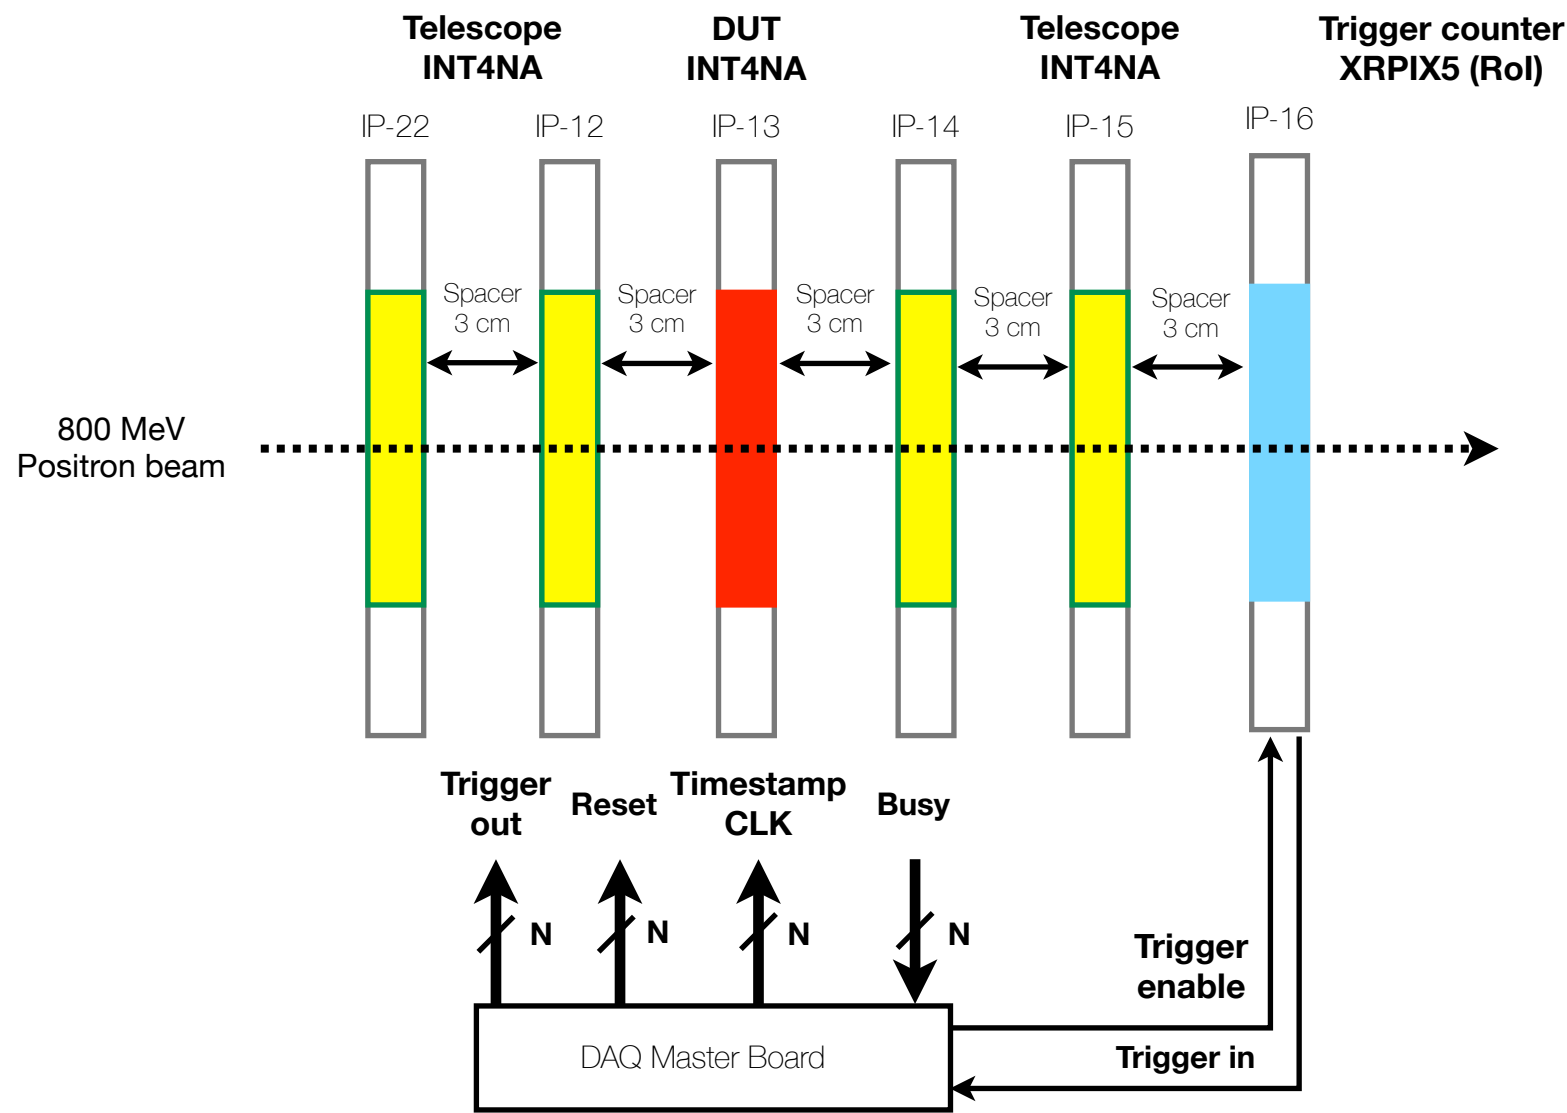 Telescope
INT4NA
DUT
INT4NA
Telescope
INT4NA
Trigger counter
XRPIX5 (RoI)
IP-22
IP-12
IP-13
IP-14
IP-15
IP-16
Spacer
3 cm
Spacer
3 cm
Spacer
3 cm
Spacer
3 cm
Spacer
3 cm
800 MeV
Positron beam
Trigger
out
Reset
Timestamp
CLK
Busy
N
N
N
N
Trigger
enable
DAQ Master Board
Trigger in